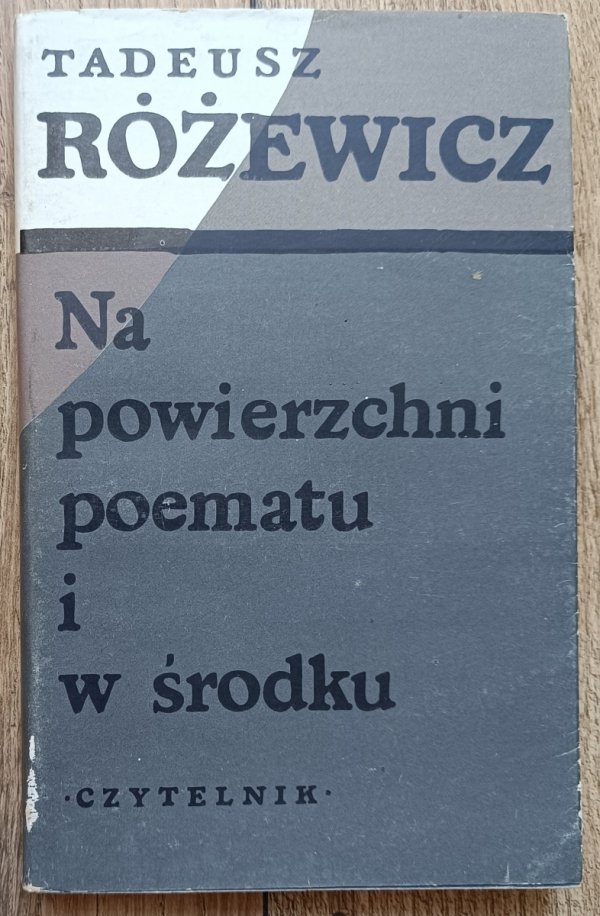 TADEUSZ
RÓŻEWICZ
Na
powierzchni
poematu
i
w środku
·CZYTELNIK·